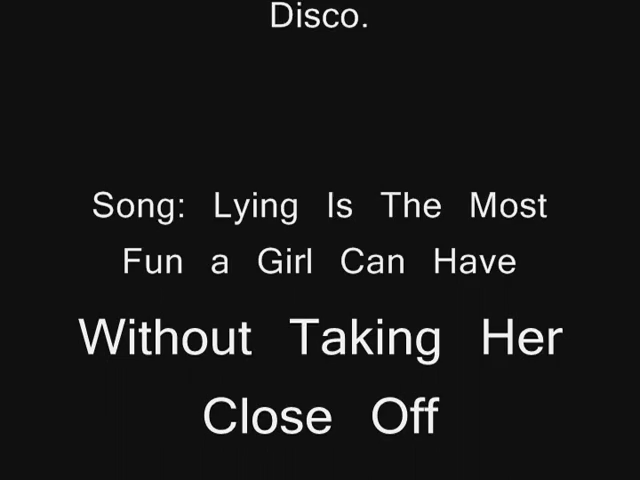 Disco.
Song: Lying Is The Most
Fun a Girl Can Have
Without Taking Her
Close Off